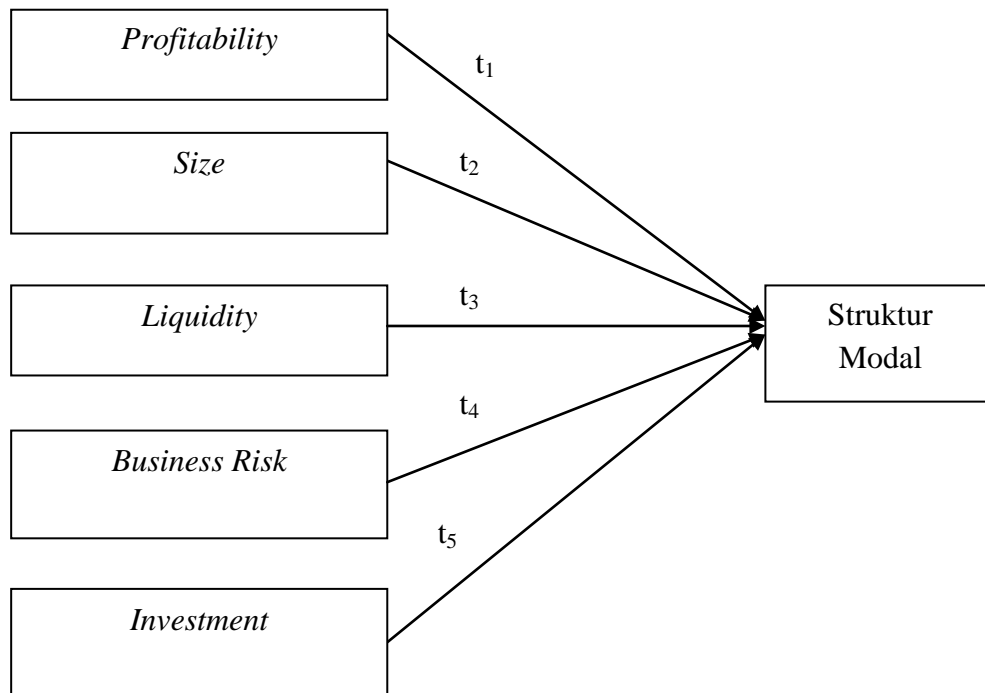 Profitability
t₁
Size
t₂
Liquidity
t₃
Struktur
Modal
t₄
Business Risk
t₅
Investment